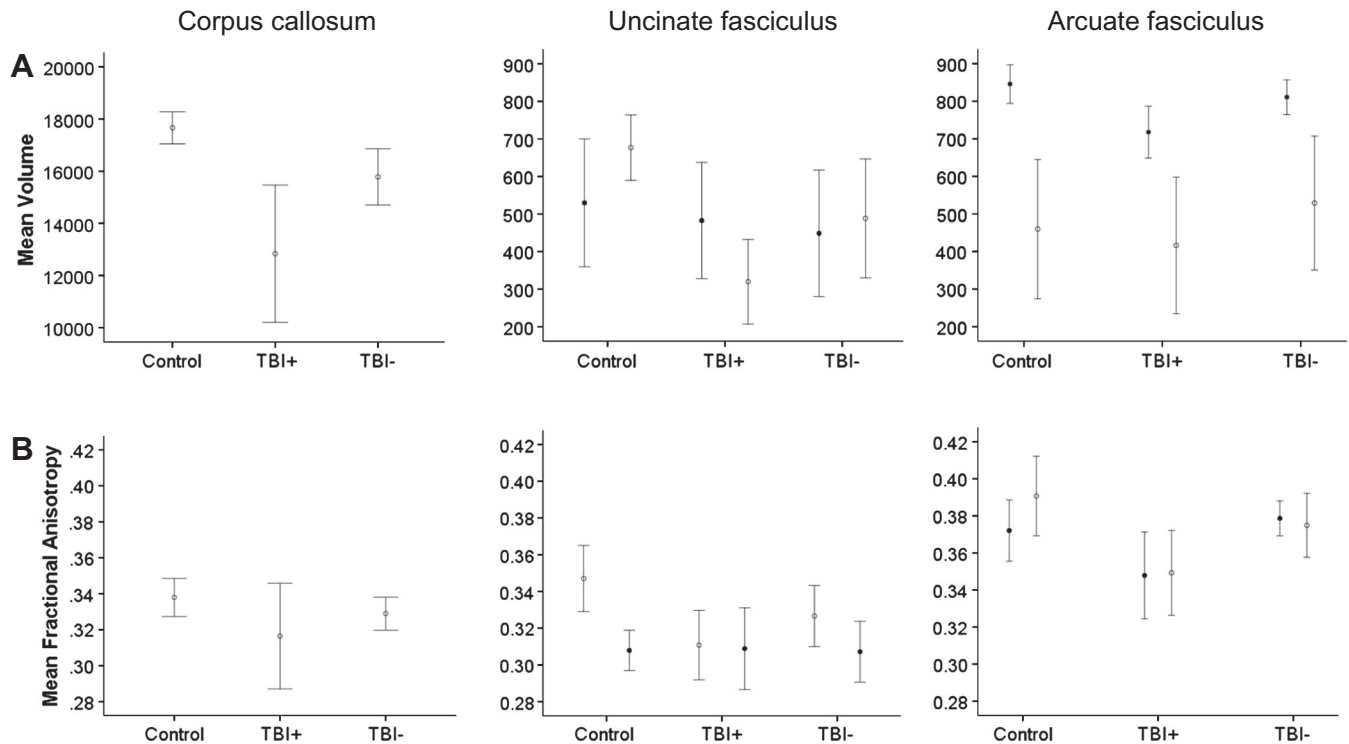 Corpus callosum
Uncinate fasciculus
Arcuate fasciculus
A
Mean Volume
20000
18000
16000
14000
12000
10000
Control
TBI+
TBI-
900
800
700
600
500
400
300
200
Control
TBI+
TBI-
900
800
700
600
500
400
300
200
Control
TBI+
TBI-
B
Mean Fractional Anisotropy
.42
.40
.38
.36
.34
.32
.30
.28
Control
TBI+
TBI-
0.42
0.40
0.38
0.36
0.34
0.32
0.30
0.28
Control
TBI+
TBI-
0.42
0.40
0.38
0.36
0.34
0.32
0.30
0.28
Control
TBI+
TBI-